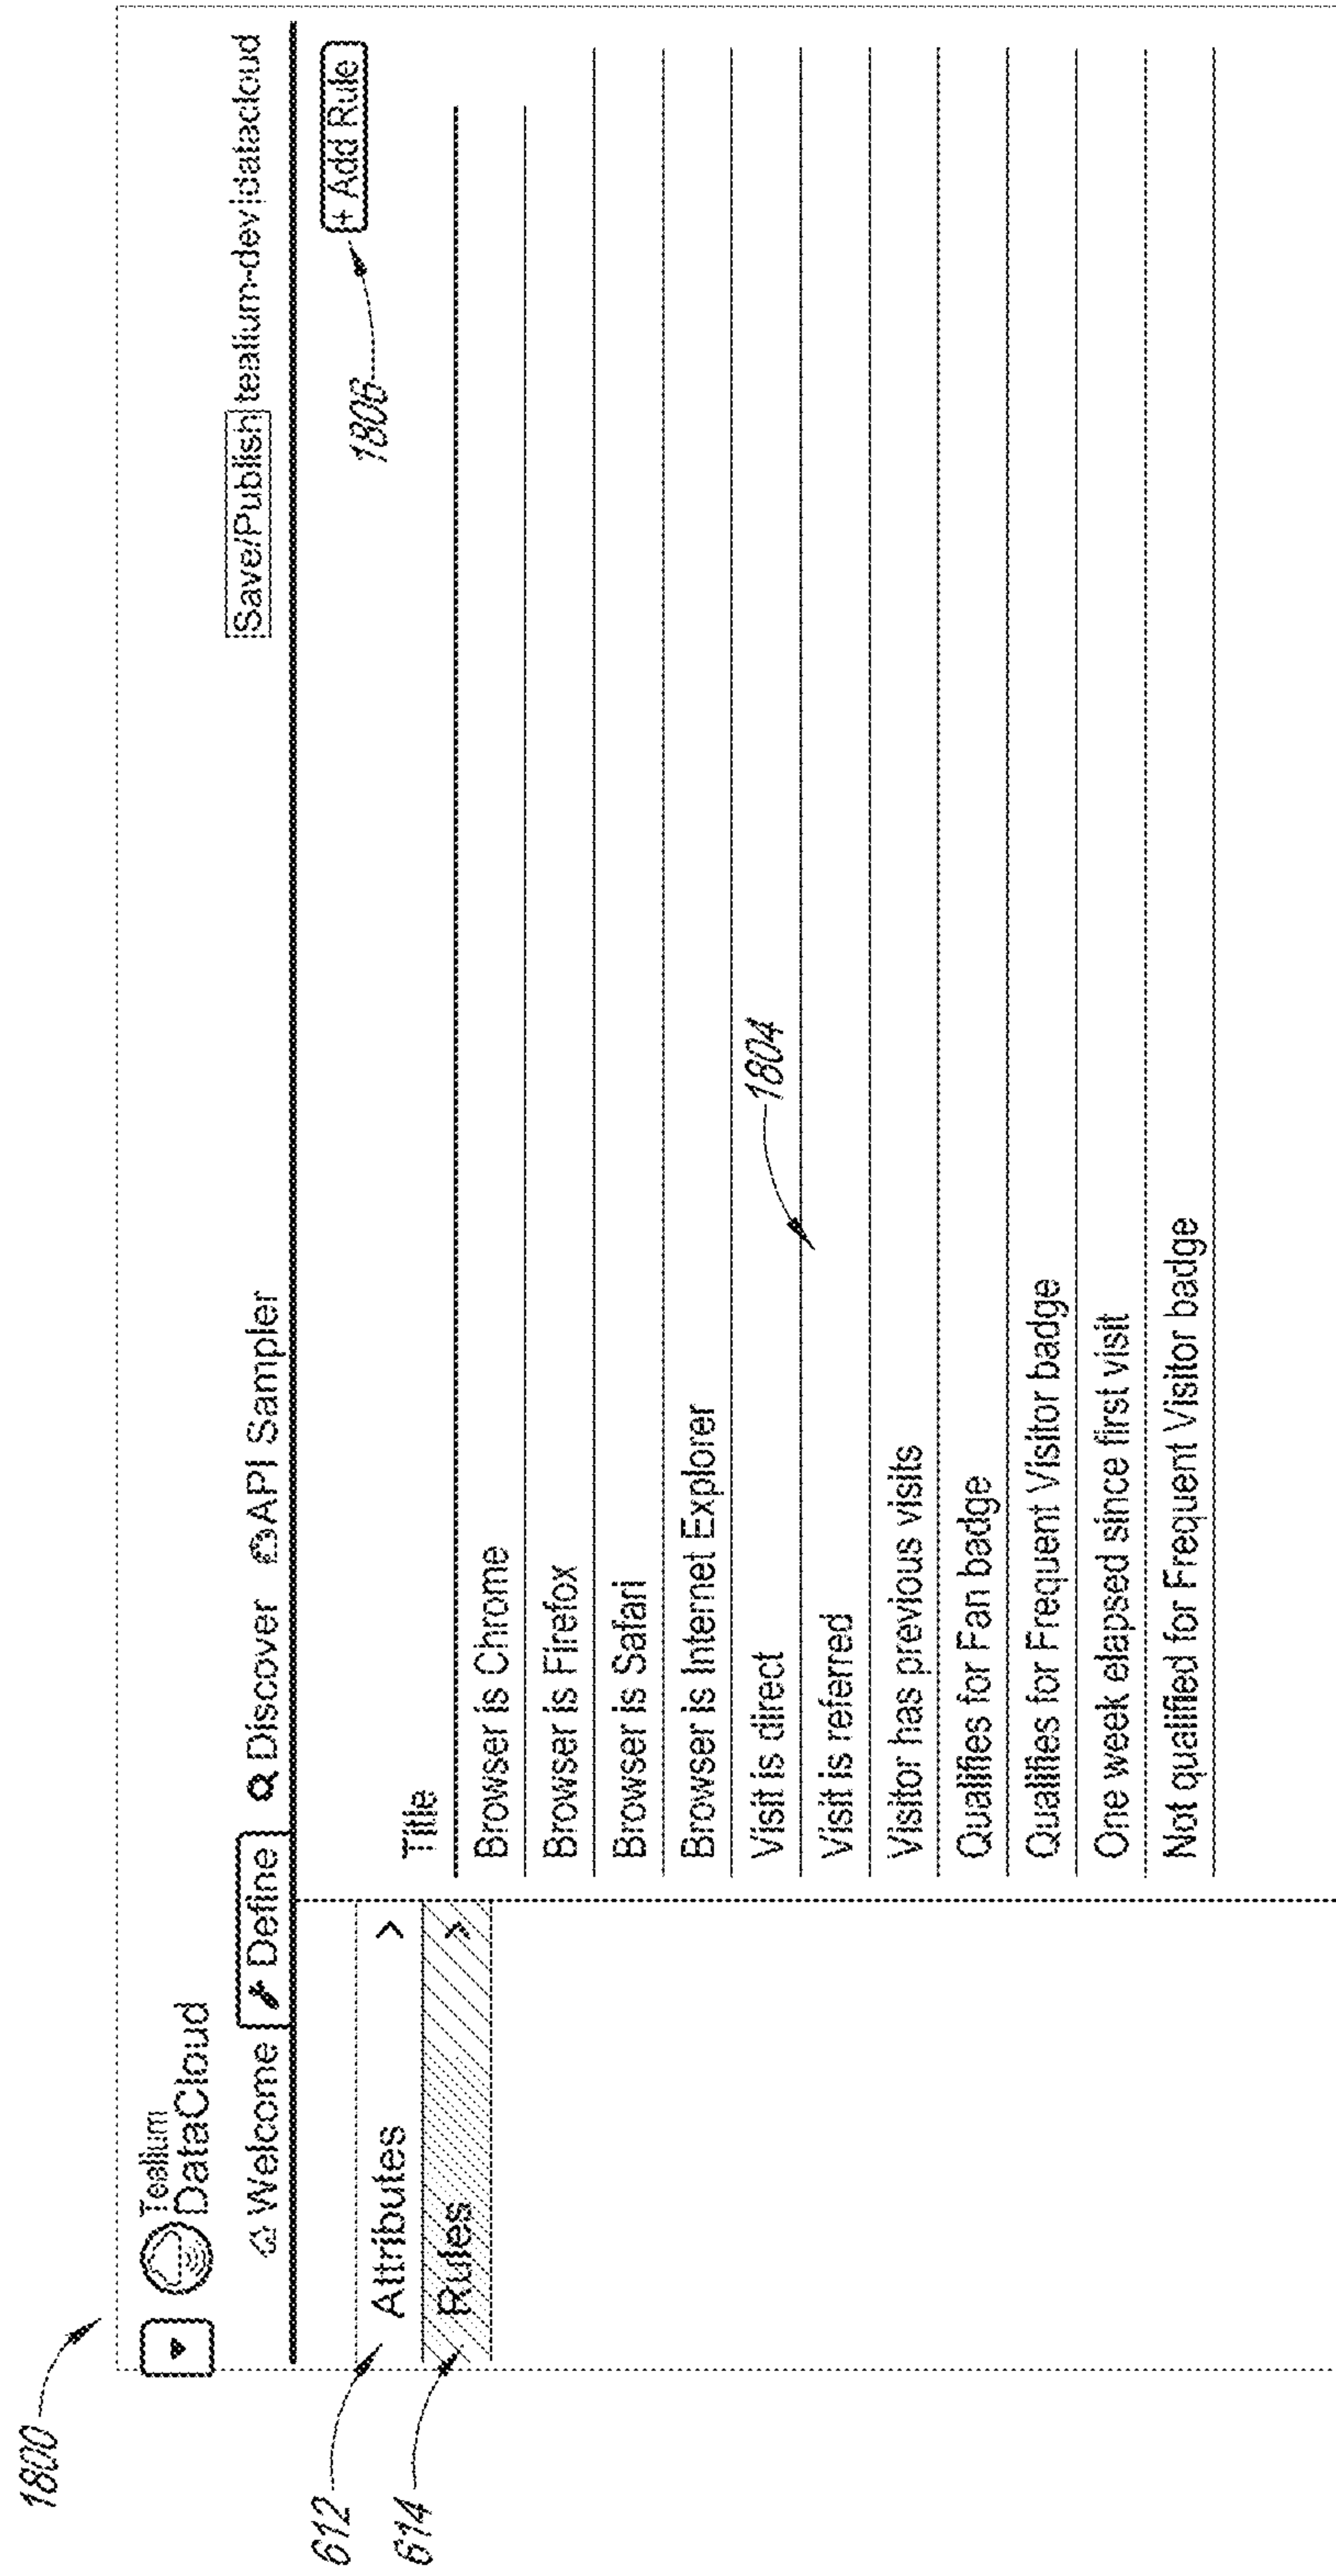 1800
Tealium
DataCloud
Welcome Define Discover API Sampler Save/Publish tealium-dev|datacloud
612
Attributes >
614
Rules >
+ Add Rule
1806
Title
Browser is Chrome
Browser is Firefox
Browser is Safari
Browser is Internet Explorer
Visit is direct
1804
Visit is referred
Visitor has previous visits
Qualifies for Fan badge
Qualifies for Frequent Visitor badge
One week elapsed since first visit
Not qualified for Frequent Visitor badge